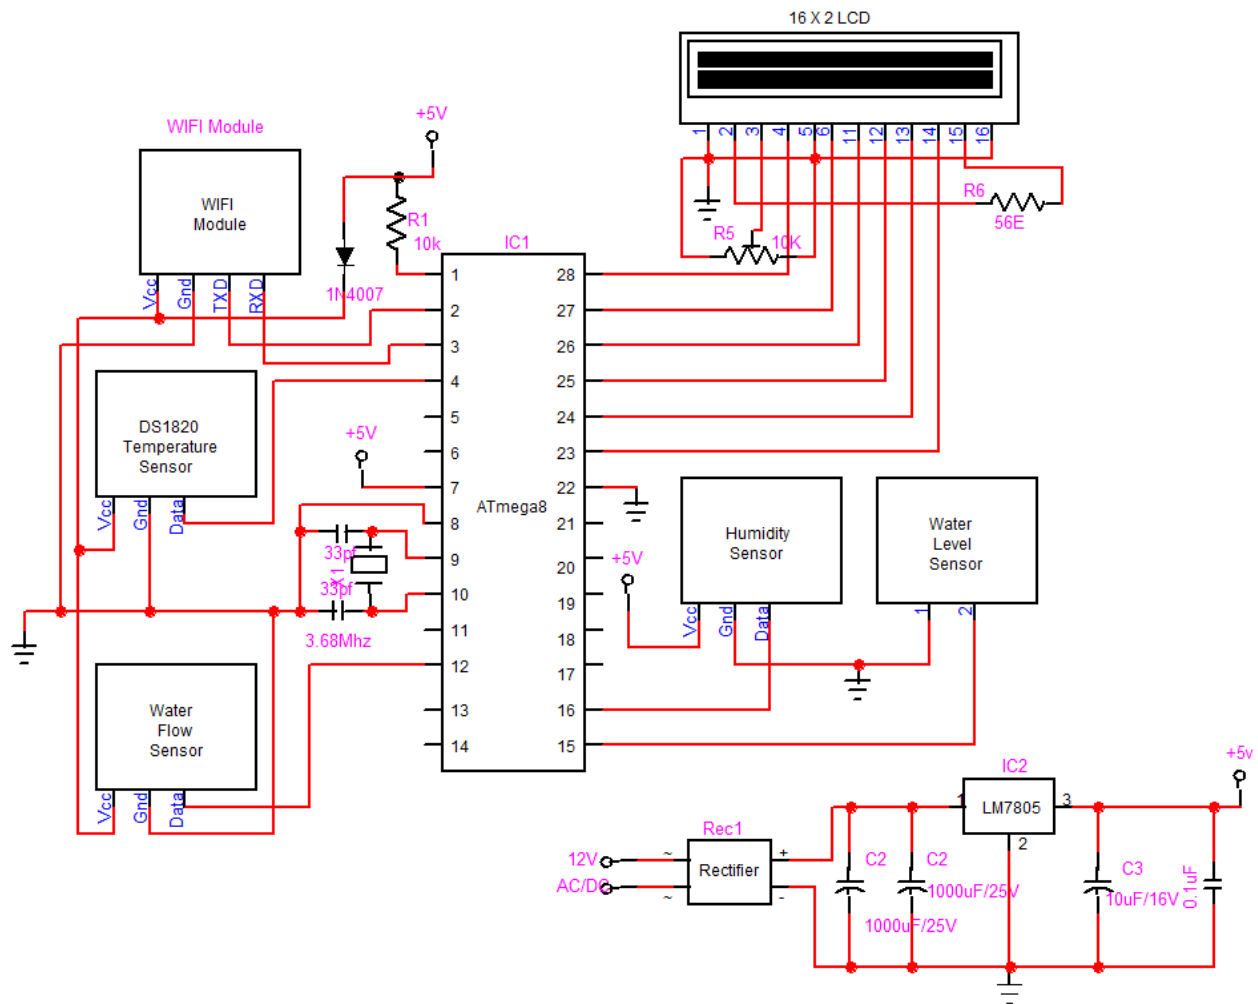 16 X 2 LCD
1 2 3 4 5 6 11 12 13 14 15 16
+5V
WIFI Module
WIFI
Module
Vcc Gnd TXD RXD
R1
10k
1N4007
R5
10K
R6
56E
IC1
ATmega8
1
2
3
4
5
6
7
8
9
10
11
12
13
14
28
27
26
25
24
23
22
21
20
19
18
17
16
15
DS1820
Temperature
Sensor
Vcc Gnd Data
+5V
33pf
X1
33pf
3.68Mhz
Water
Flow
Sensor
Vcc Gnd Data
+5V
Humidity
Sensor
Vcc Gnd Data
Water
Level
Sensor
1 2
Rec1
Rectifier
12V
AC/DC
~
~
+
-
C2
1000uF/25V
C2
1000uF/25V
IC2
LM7805
1
2
3
C3
10uF/16V
0.1uF
+5v